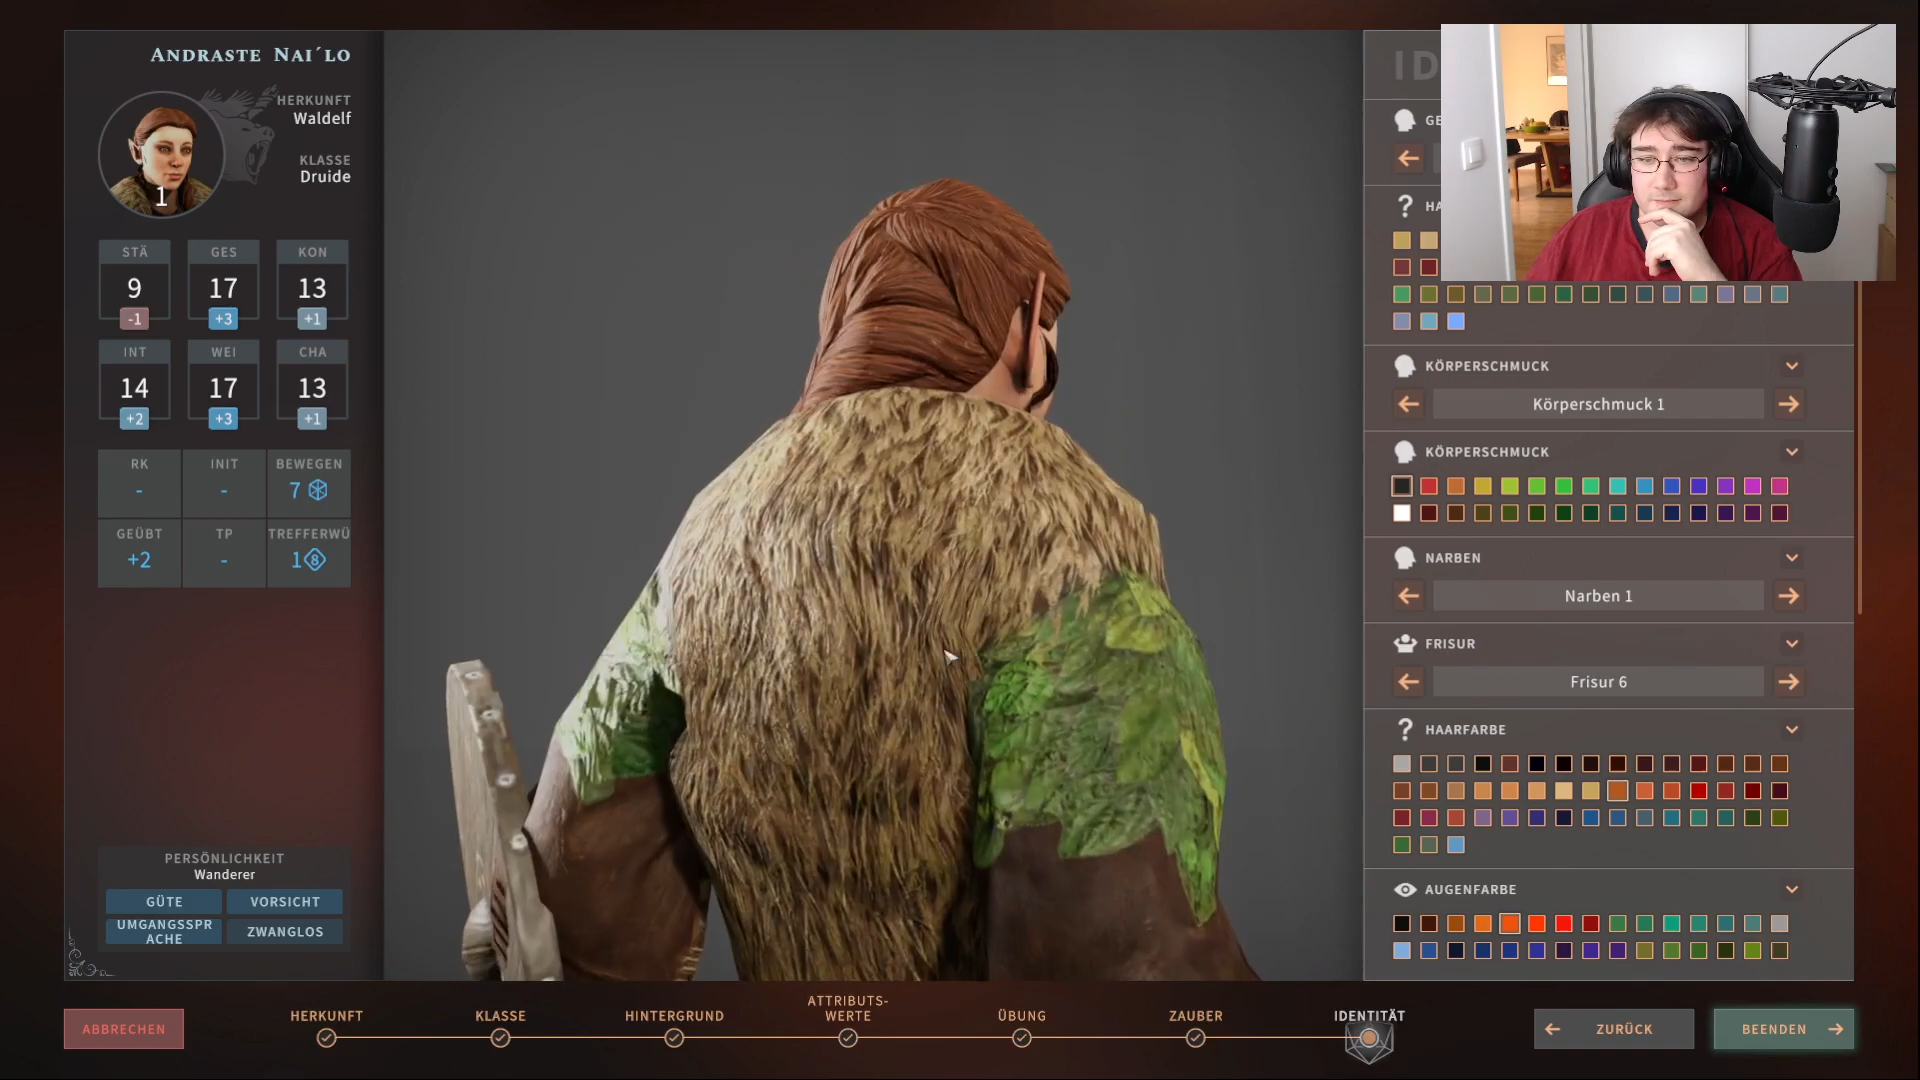 Andraste Nai´lo
HERKUNFT
Waldelf
KLASSE
Druide
1
STÄ
GES
KON
9
17
13
-1
+3
+1
INT
WEI
CHA
14
17
13
+2
+3
+1
RK
INIT
BEWEGEN
-
-
7
GEÜBT
TP
TREFFERWÜ
+2
-
1 8
PERSÖNLICHKEIT
Wanderer
GÜTE
VORSICHT
UMGANGSSPR
ACHE
ZWANGLOS
ID
GE
HA
KÖRPERSCHMUCK
Körperschmuck 1
KÖRPERSCHMUCK
NARBEN
Narben 1
FRISUR
Frisur 6
HAARFARBE
AUGENFARBE
ABBRECHEN
HERKUNFT
KLASSE
HINTERGRUND
ATTRIBUTS-
WERTE
ÜBUNG
ZAUBER
IDENTITÄT
ZURÜCK
BEENDEN